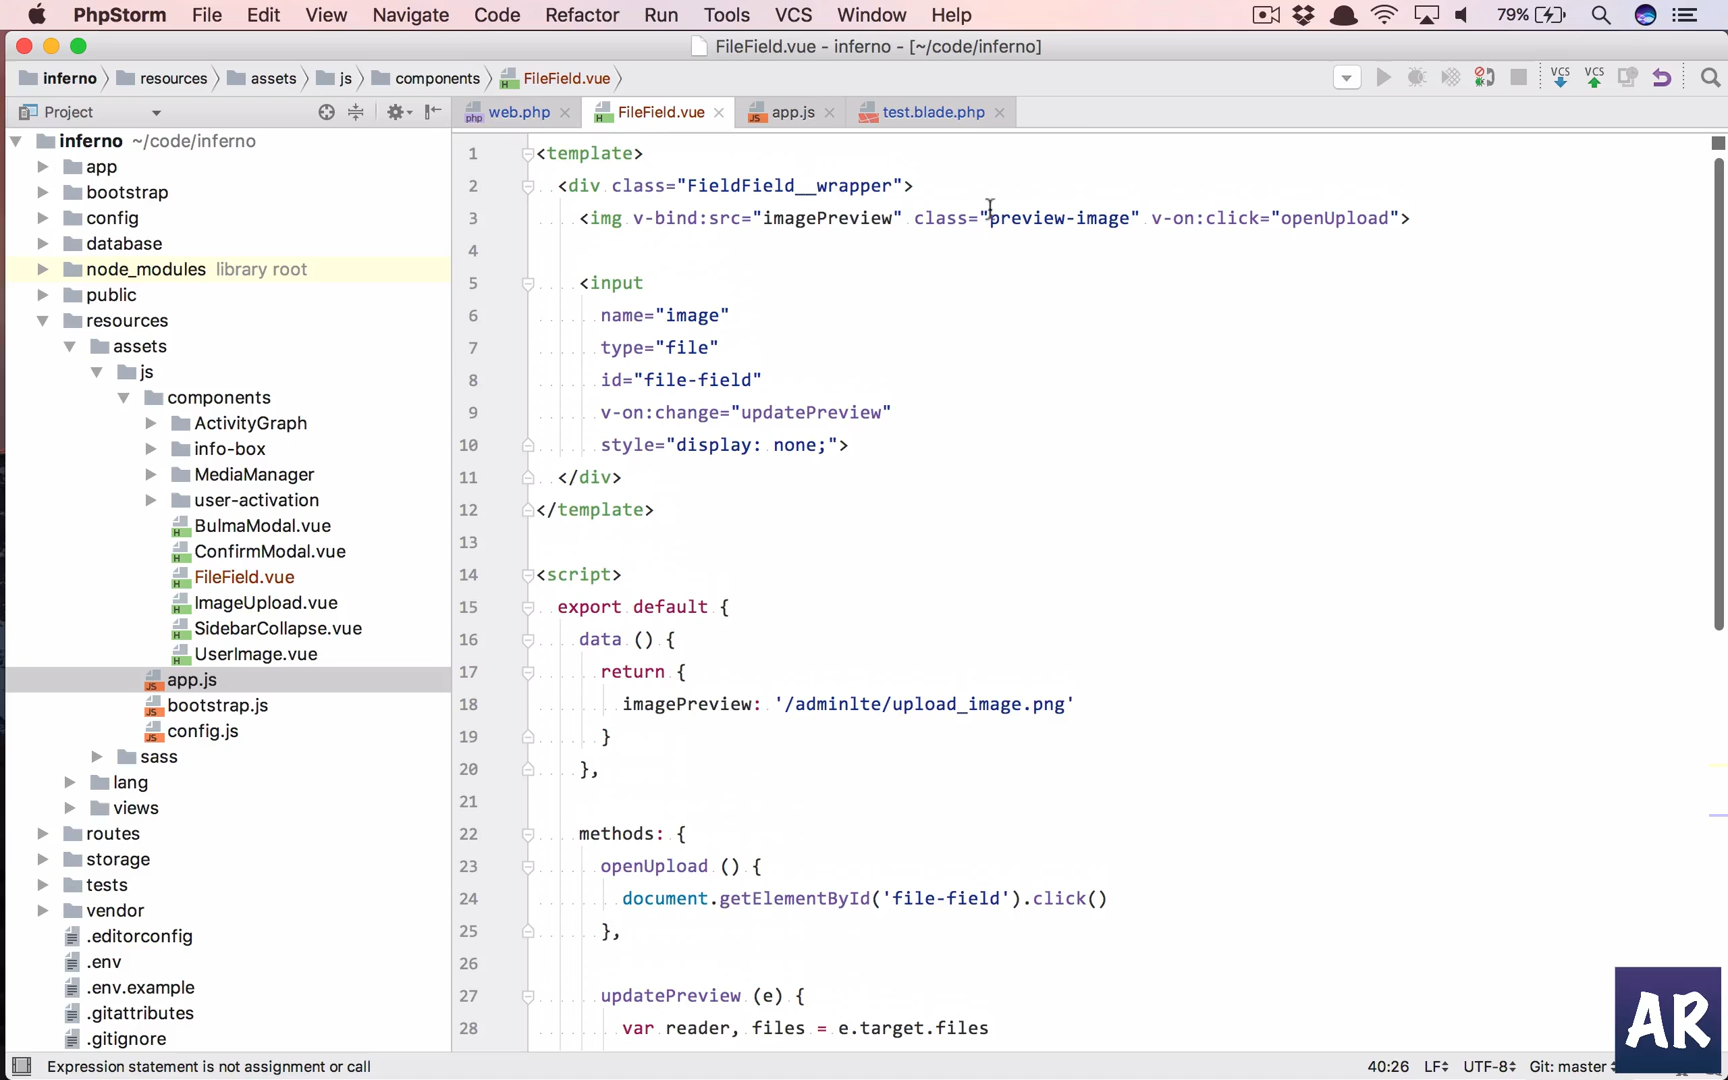 PhpStorm File Edit View Navigate Code Refactor Run Tools VCS Window Help 79%
FileField.vue - inferno - [~/code/inferno]
inferno resources assets js components FileField.vue VCS VCS
Project web.php FileField.vue app.js test.blade.php
inferno ~/code/inferno
app
bootstrap
config
database
node_modules library root
public
resources
assets
js
components
ActivityGraph
info-box
MediaManager
user-activation
BulmaModal.vue
ConfirmModal.vue
FileField.vue
ImageUpload.vue
SidebarCollapse.vue
UserImage.vue
app.js
bootstrap.js
config.js
sass
lang
views
routes
storage
tests
vendor
.editorconfig
.env
.env.example
.gitattributes
.gitignore
1 <template>
2 <div class="FieldField__wrapper">
3 <img v-bind:src="imagePreview" class="preview-image" v-on:click="openUpload">
4
5 <input
6 name="image"
7 type="file"
8 id="file-field"
9 v-on:change="updatePreview"
10 style="display: none;">
11 </div>
12 </template>
13
14 <script>
15 export default {
16 data () {
17 return {
18 imagePreview: '/adminlte/upload_image.png'
19 }
20 },
21
22 methods: {
23 openUpload () {
24 document.getElementById('file-field').click()
25 },
26
27 updatePreview (e) {
28 var reader, files = e.target.files
AR
Expression statement is not assignment or call 40:26 LF UTF-8 Git: master